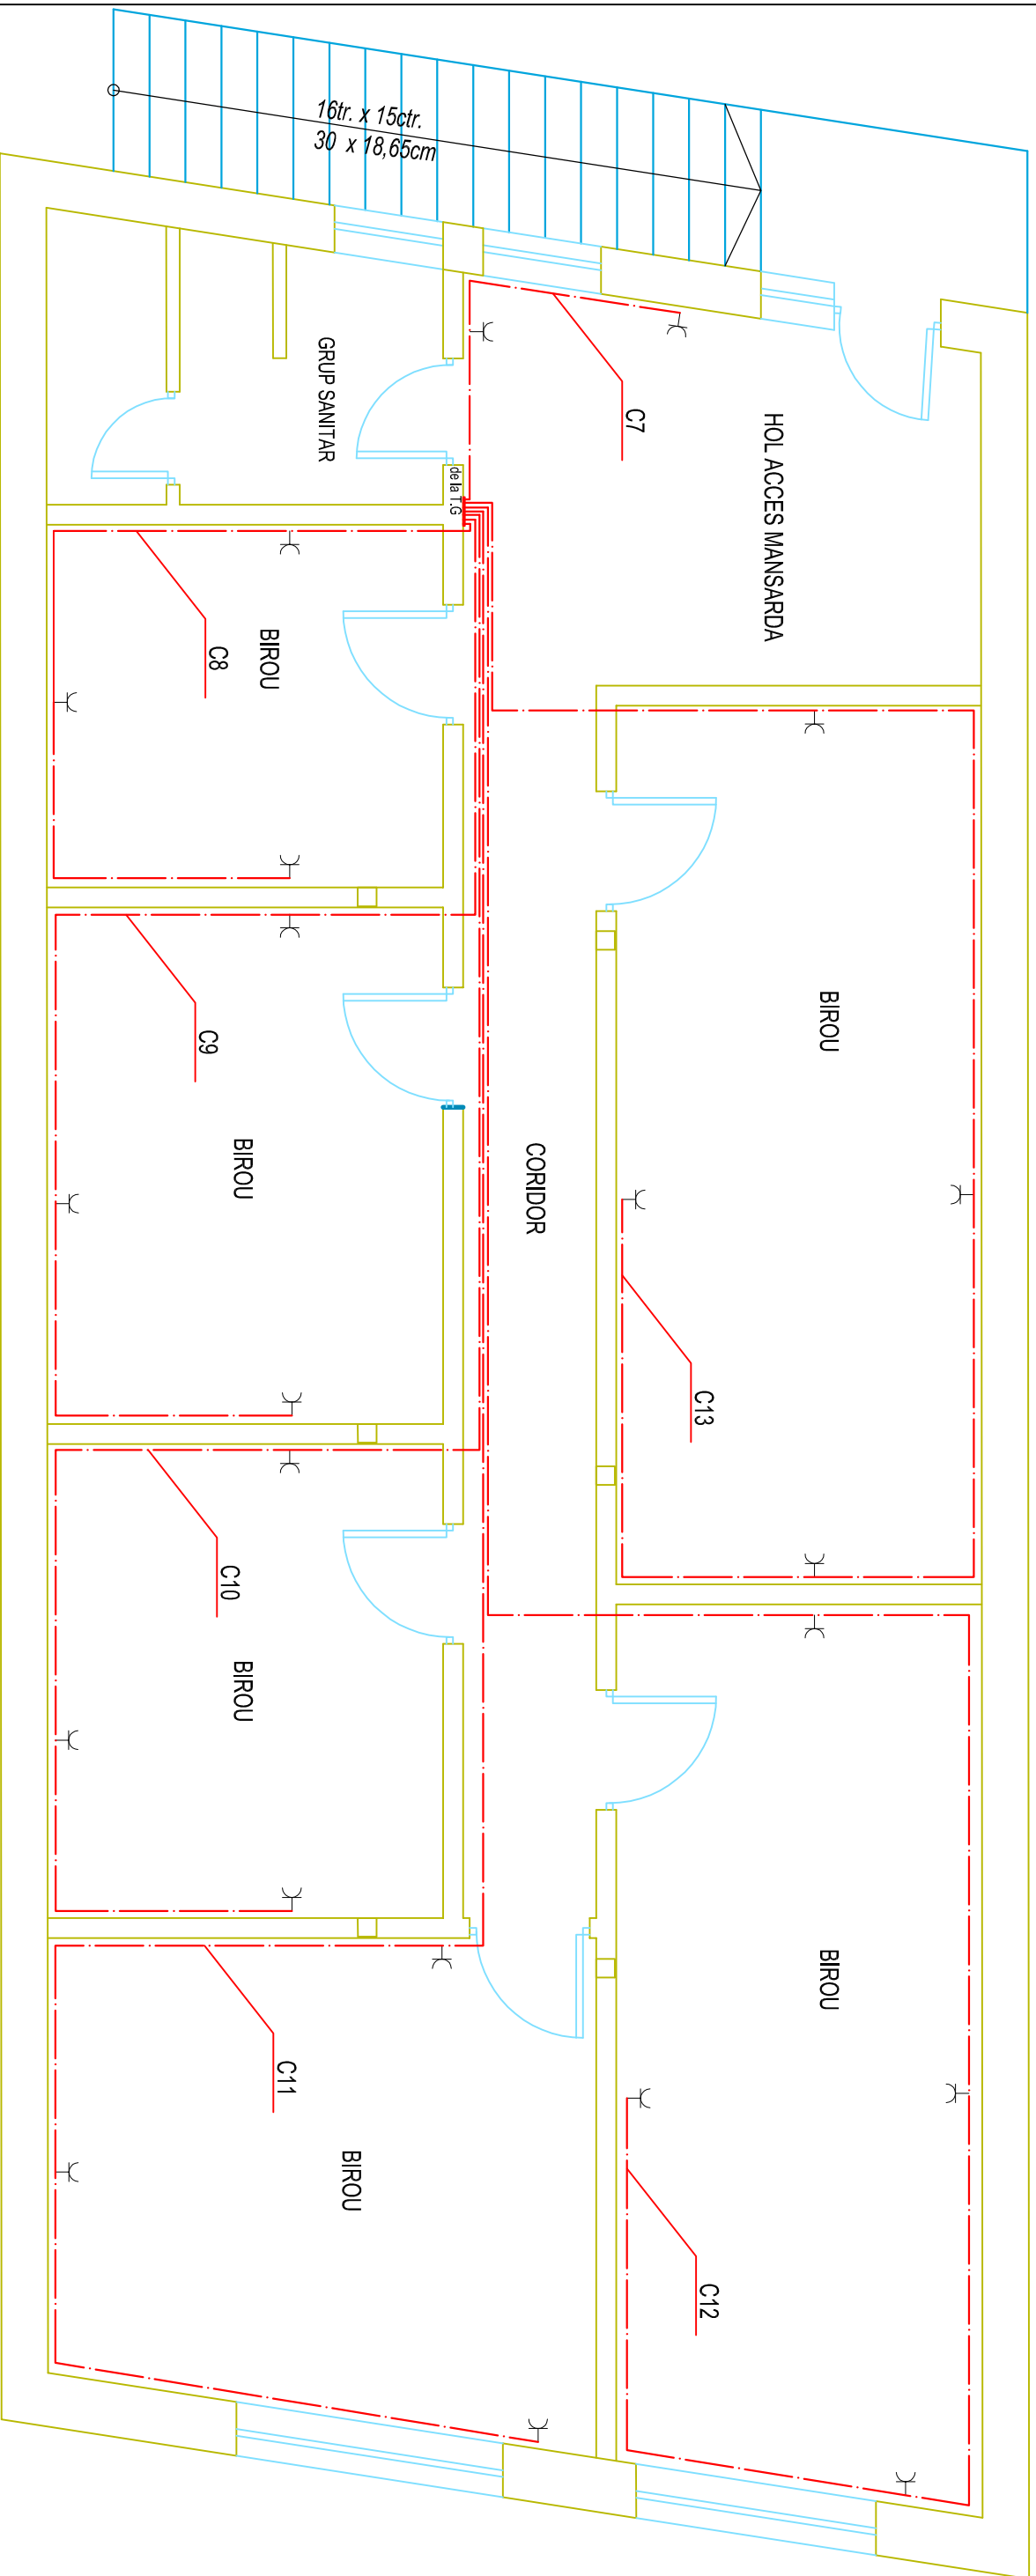 16tr. x 15ctr.
30 x 18,65cm
GRUP SANITAR
C7
HOL ACCES MANSARDA
de la T.G
C8
BIROU
BIROU
C9
BIROU
CORIDOR
C13
C10
BIROU
BIROU
C11
BIROU
C12